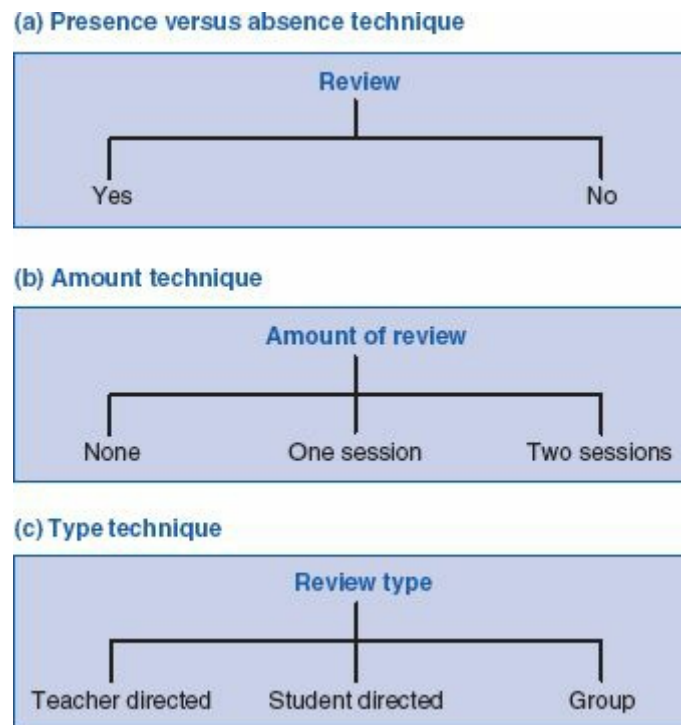 (a) Presence versus absence technique
Review
Yes No
(b) Amount technique
Amount of review
None One session Two sessions
(c) Type technique
Review type
Teacher directed Student directed Group